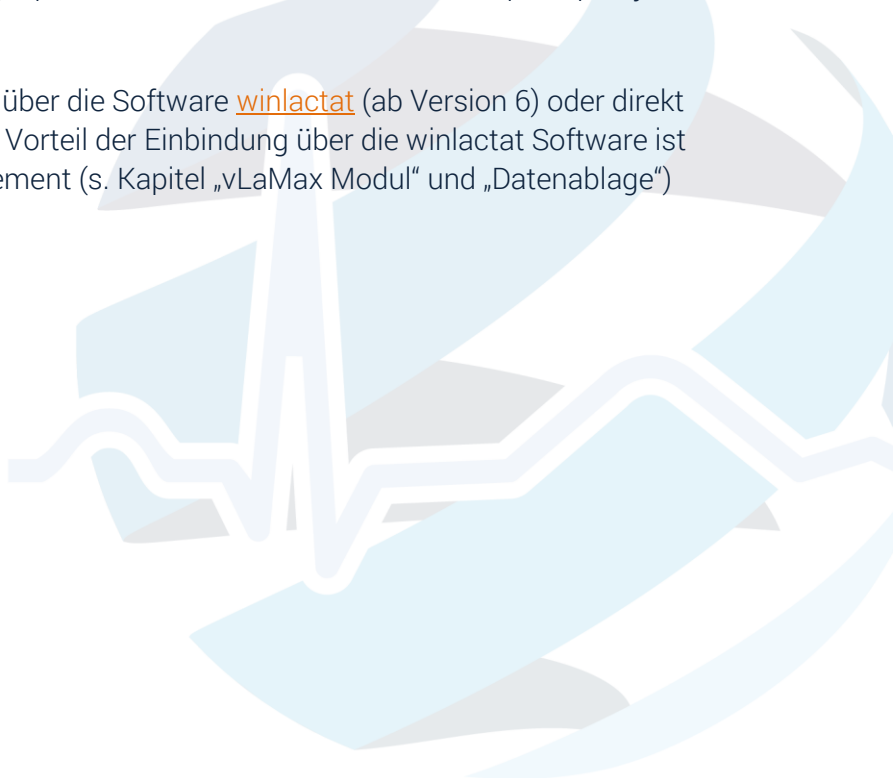 über die Software winlactat (ab Version 6) oder direkt
Vorteil der Einbindung über die winlactat Software ist
ement (s. Kapitel „vLaMax Modul“ und „Datenablage“)